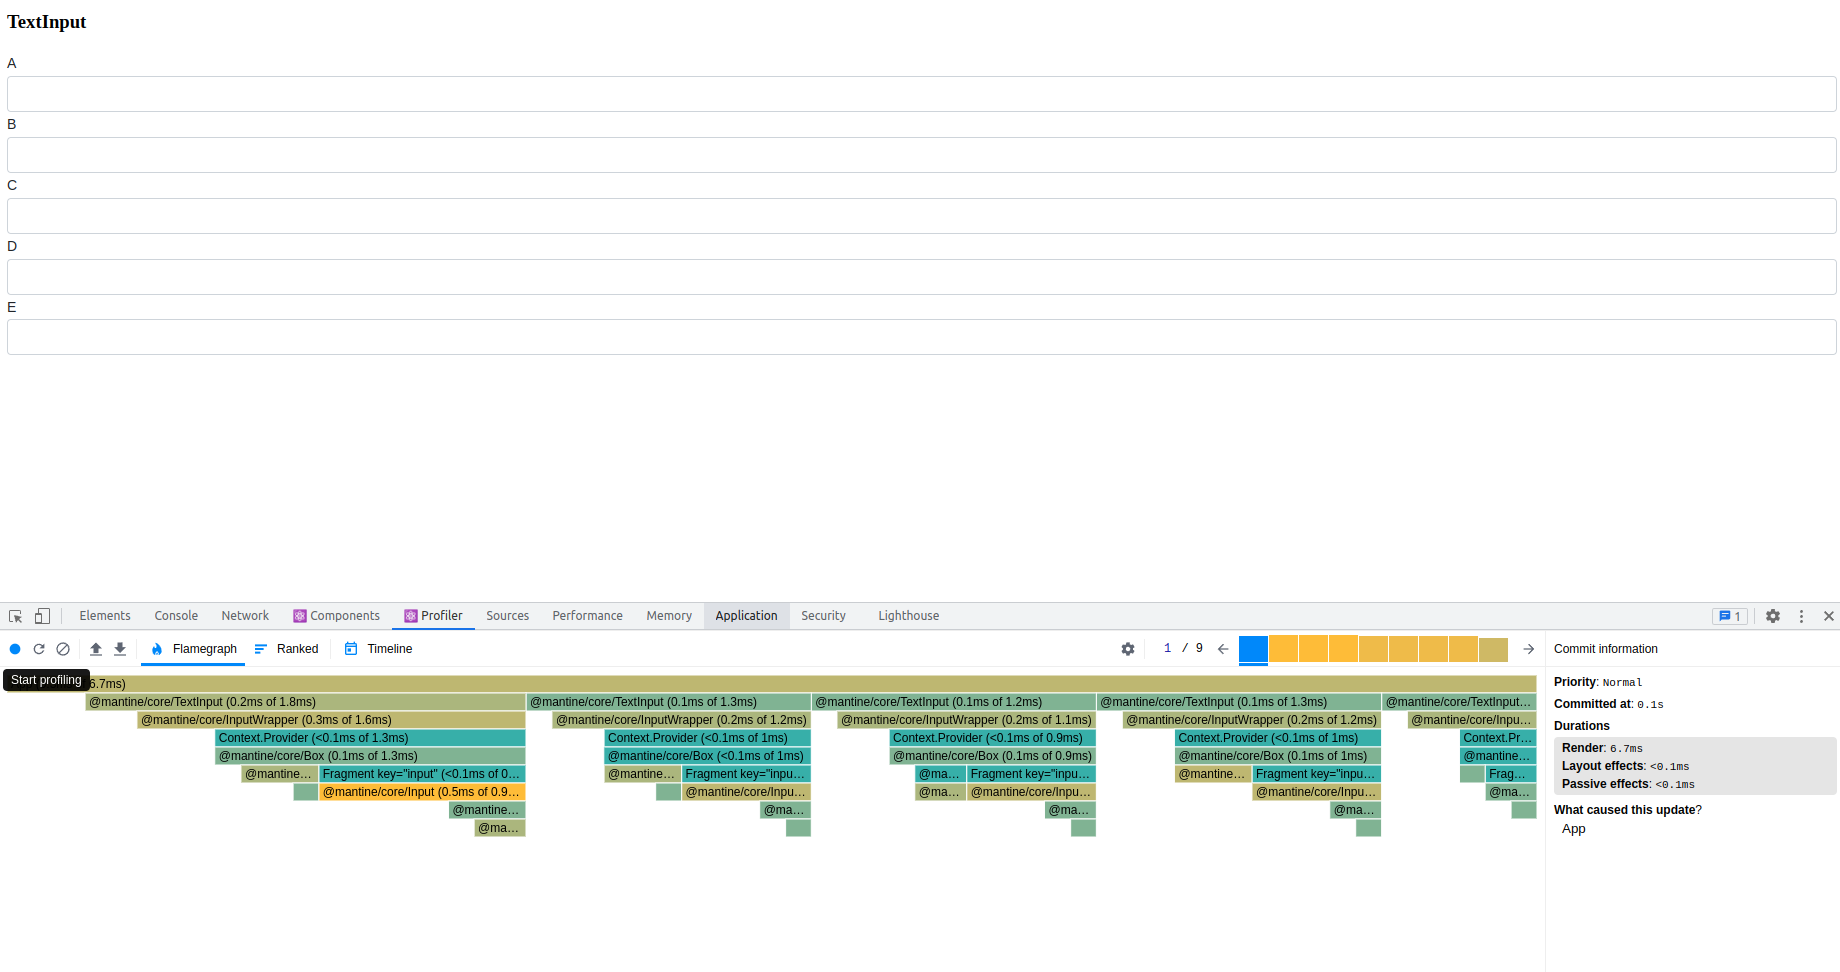 TextInput
A
B
C
D
E
Elements Console Network Components Profiler Sources Performance Memory Application Security Lighthouse 1
Flamegraph Ranked Timeline 1 / 9 Commit information
Start profiling 6.7ms)
@mantine/core/TextInput (0.2ms of 1.8ms) @mantine/core/TextInput (0.1ms of 1.3ms) @mantine/core/TextInput (0.1ms of 1.2ms) @mantine/core/TextInput (0.1ms of 1.3ms) @mantine/core/TextInput…
@mantine/core/InputWrapper (0.3ms of 1.6ms) @mantine/core/InputWrapper (0.2ms of 1.2ms) @mantine/core/InputWrapper (0.2ms of 1.1ms) @mantine/core/InputWrapper (0.2ms of 1.2ms) @mantine/core/Inpu…
Context.Provider (<0.1ms of 1.3ms) Context.Provider (<0.1ms of 1ms) Context.Provider (<0.1ms of 0.9ms) Context.Provider (<0.1ms of 1ms) Context.Pr…
@mantine/core/Box (0.1ms of 1.3ms) @mantine/core/Box (<0.1ms of 1ms) @mantine/core/Box (0.1ms of 0.9ms) @mantine/core/Box (0.1ms of 1ms) @mantine…
@mantine… Fragment key="input" (<0.1ms of 0… @mantine… Fragment key="inpu… @ma… Fragment key="inpu… @mantine… Fragment key="inpu… Frag…
@mantine/core/Input (0.5ms of 0.9… @mantine/core/Inpu… @ma… @mantine/core/Inpu… @mantine/core/Inpu… @ma…
@mantine… @ma… @ma… @ma…
@ma…
Priority: Normal
Committed at: 0.1s
Durations
Render: 6.7ms
Layout effects: <0.1ms
Passive effects: <0.1ms
What caused this update?
App